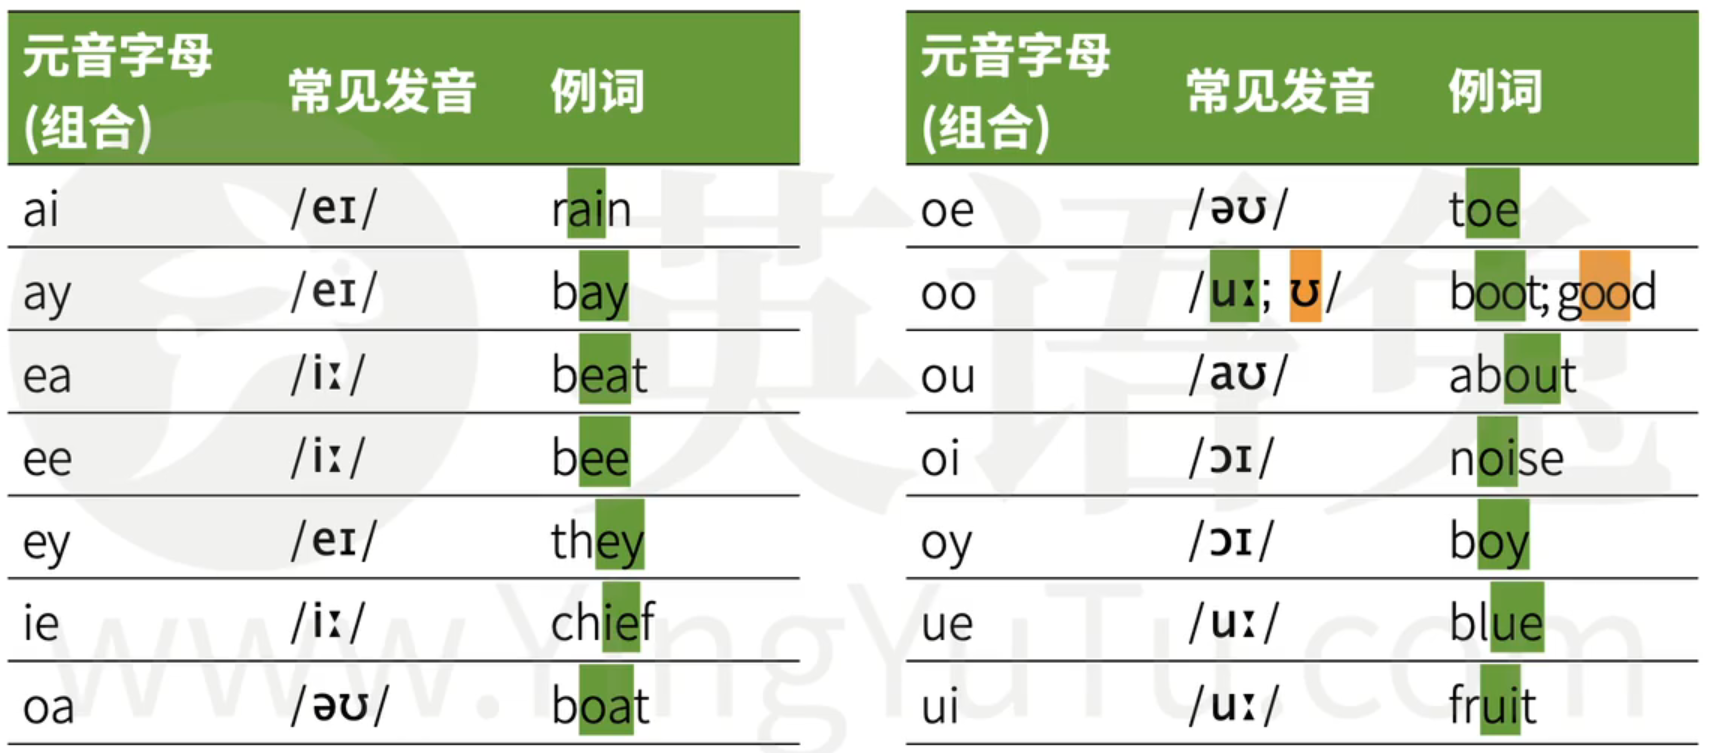 元音字母 常见发音 例词
(组合)
ai /eɪ/ rain
ay /eɪ/ bay
ea /iː/ beat
ee /iː/ bee
ey /eɪ/ they
ie /iː/ chief
oa /əʊ/ boat
元音字母 常见发音 例词
(组合)
oe /əʊ/ toe
oo /uː; ʊ/ boot; good
ou /aʊ/ about
oi /ɔɪ/ noise
oy /ɔɪ/ boy
ue /uː/ blue
ui /uː/ fruit
英语兔
www.YingYuTu.com